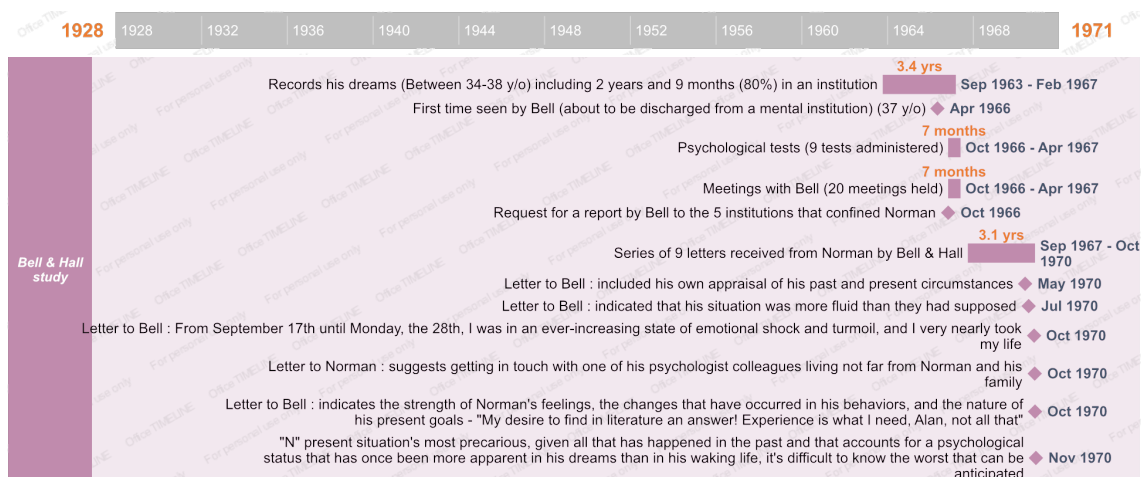 1928 1928 1932 1936 1940 1944 1948 1952 1956 1960 1964 1968 1971
3.4 yrs
Records his dreams (Between 34-38 y/o) including 2 years and 9 months (80%) in an institution Sep 1963 - Feb 1967
First time seen by Bell (about to be discharged from a mental institution) (37 y/o) Apr 1966
7 months
Psychological tests (9 tests administered) Oct 1966 - Apr 1967
7 months
Meetings with Bell (20 meetings held) Oct 1966 - Apr 1967
Request for a report by Bell to the 5 institutions that confined Norman Oct 1966
3.1 yrs
Series of 9 letters received from Norman by Bell & Hall Sep 1967 - Oct
1970
Bell & Hall
study
Letter to Bell : included his own appraisal of his past and present circumstances May 1970
Letter to Bell : indicated that his situation was more fluid than they had supposed Jul 1970
Letter to Bell : From September 17th until Monday, the 28th, I was in an ever-increasing state of emotional shock and turmoil, and I very nearly took
my life Oct 1970
Letter to Norman : suggests getting in touch with one of his psychologist colleagues living not far from Norman and his
family Oct 1970
Letter to Bell : indicates the strength of Norman's feelings, the changes that have occurred in his behaviors, and the nature of
his present goals - "My desire to find in literature an answer! Experience is what I need, Alan, not all that" Oct 1970
"N" present situation's most precarious, given all that has happened in the past and that accounts for a psychological
status that has once been more apparent in his dreams than in his waking life, it's difficult to know the worst that can be
anticipated Nov 1970
Office TIMELINE
For personal use only